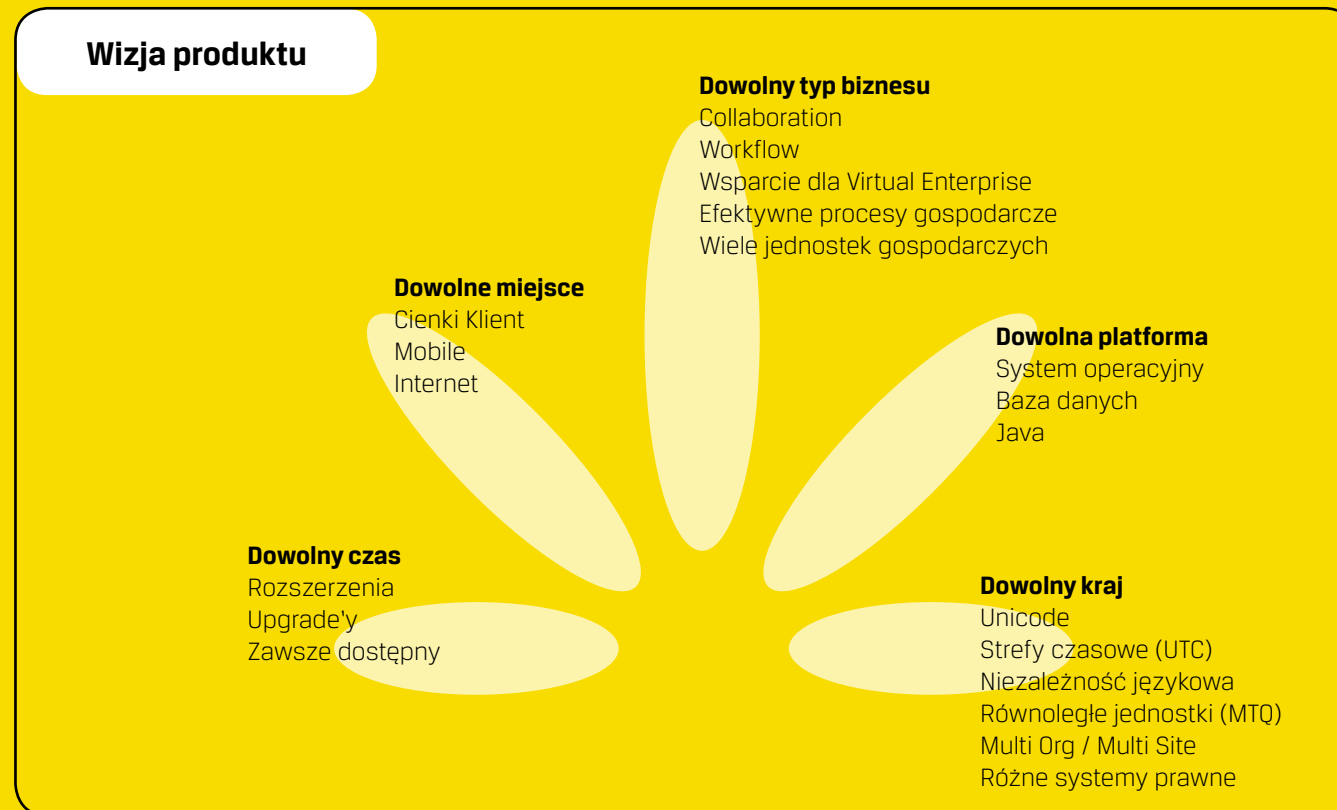 Wizja produktu
Dowolny typ biznesu
Collaboration
Workflow
Wsparcie dla Virtual Enterprise
Efektywne procesy gospodarcze
Wiele jednostek gospodarczych
Dowolne miejsce
Cienki Klient
Mobile
Internet
Dowolna platforma
System operacyjny
Baza danych
Java
Dowolny czas
Rozszerzenia
Upgrade'y
Zawsze dostępny
Dowolny kraj
Unicode
Strefy czasowe (UTC)
Niezależność językowa
Równoległe jednostki (MTQ)
Multi Org / Multi Site
Różne systemy prawne